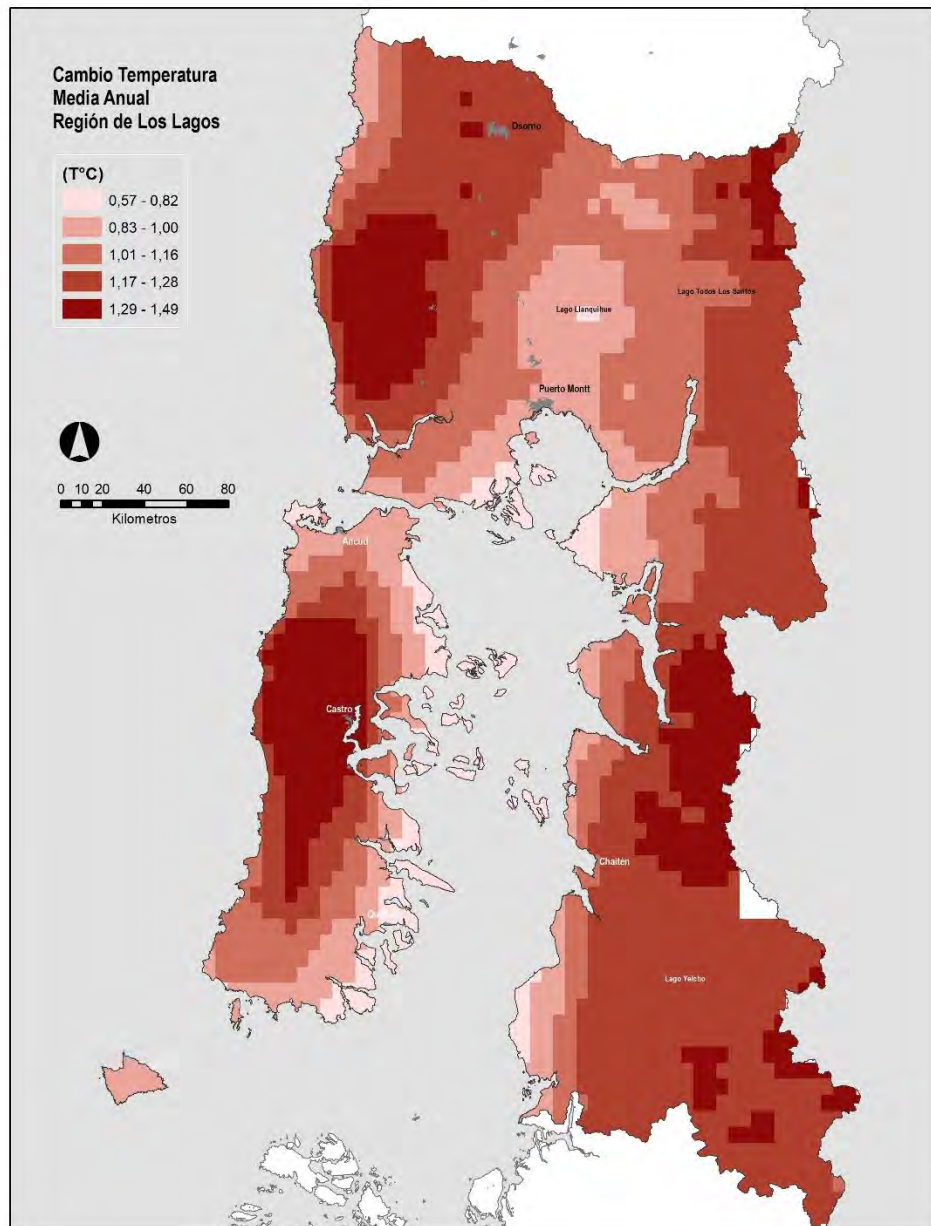 Cambio Temperatura
Media Anual
Región de Los Lagos
(T°C)
0,57 - 0,82
0,83 - 1,00
1,01 - 1,16
1,17 - 1,28
1,29 - 1,49
0 10 20 40 60 80
Kilometros
Osorno
Lago Todos Los Santos
Lago Llanquihue
Puerto Montt
Ancud
Castro
Chaitén
Lago Yelcho